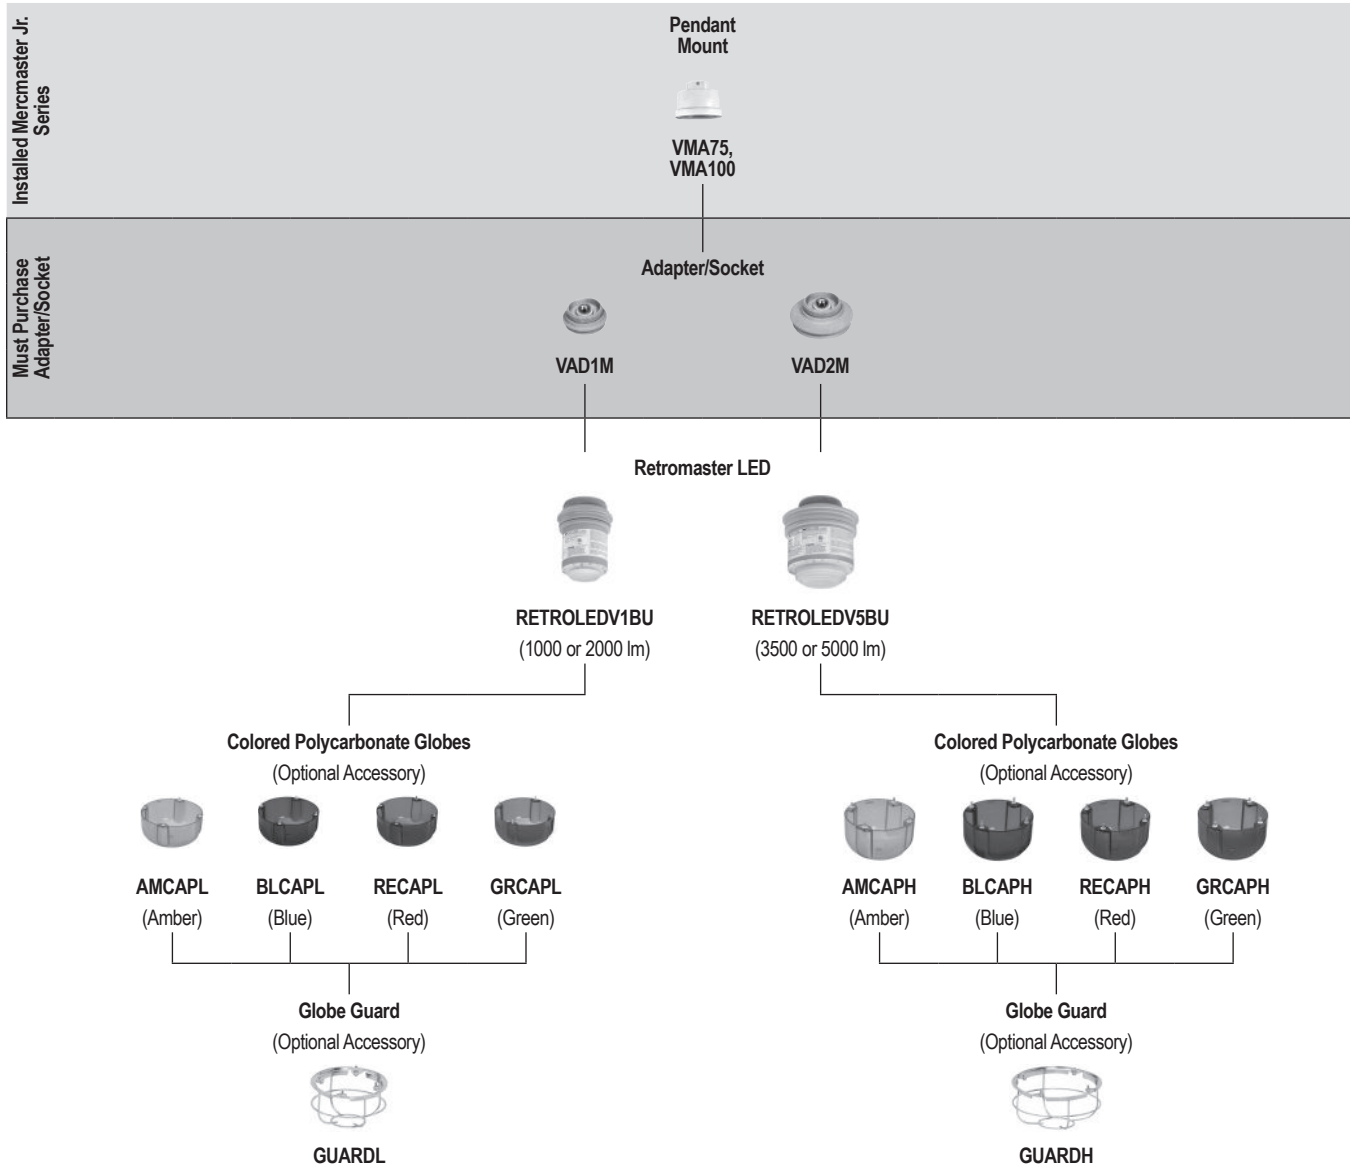 Installed Mercmaster Jr.
Series
Pendant
Mount
VMA75,
VMA100
Must Purchase
Adapter/Socket
Adapter/Socket
VAD1M
VAD2M
Retromaster LED
RETROLEDV1BU
(1000 or 2000 lm)
RETROLEDV5BU
(3500 or 5000 lm)
Colored Polycarbonate Globes
(Optional Accessory)
AMCAPL
(Amber)
BLCAPL
(Blue)
RECAPL
(Red)
GRCAPL
(Green)
Globe Guard
(Optional Accessory)
GUARDL
Colored Polycarbonate Globes
(Optional Accessory)
AMCAPH
(Amber)
BLCAPH
(Blue)
RECAPH
(Red)
GRCAPH
(Green)
Globe Guard
(Optional Accessory)
GUARDH